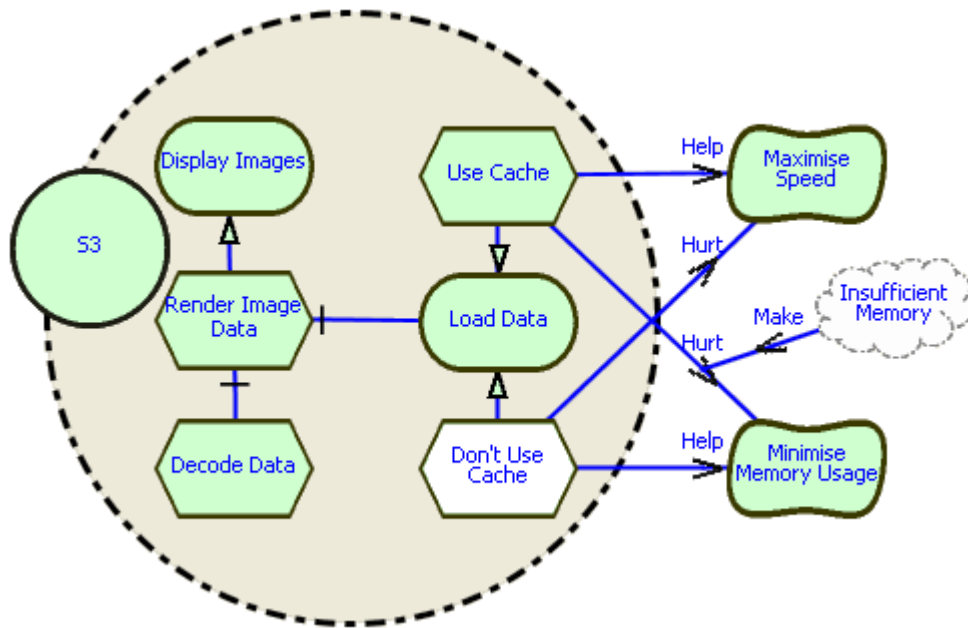 Display Images
Use Cache
Help
Maximise
Speed
S3
Hurt
Render Image
Data
Load Data
Insufficient
Memory
Make
Hurt
Decode Data
Don't Use
Cache
Help
Minimise
Memory Usage